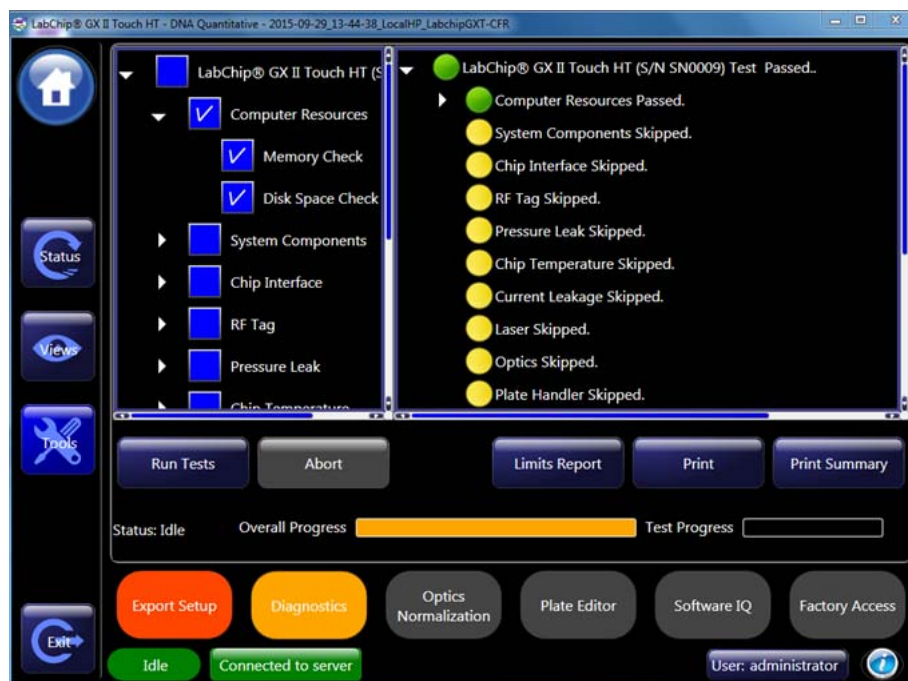 LabChip® GX II Touch HT - DNA Quantitative - 2015-09-29_13-44-38_LocalHP_LabchipGXT-CFR
Status
Views
Tools
Exit
LabChip® GX II Touch HT (S
Computer Resources
Memory Check
Disk Space Check
System Components
Chip Interface
RF Tag
Pressure Leak
Chip Temperature
LabChip® GX II Touch HT (S/N SN0009) Test Passed..
Computer Resources Passed.
System Components Skipped.
Chip Interface Skipped.
RF Tag Skipped.
Pressure Leak Skipped.
Chip Temperature Skipped.
Current Leakage Skipped.
Laser Skipped.
Optics Skipped.
Plate Handler Skipped.
Run Tests
Abort
Limits Report
Print
Print Summary
Status: Idle
Overall Progress
Test Progress
Export Setup
Diagnostics
Optics
Normalization
Plate Editor
Software IQ
Factory Access
Idle
Connected to server
User: administrator